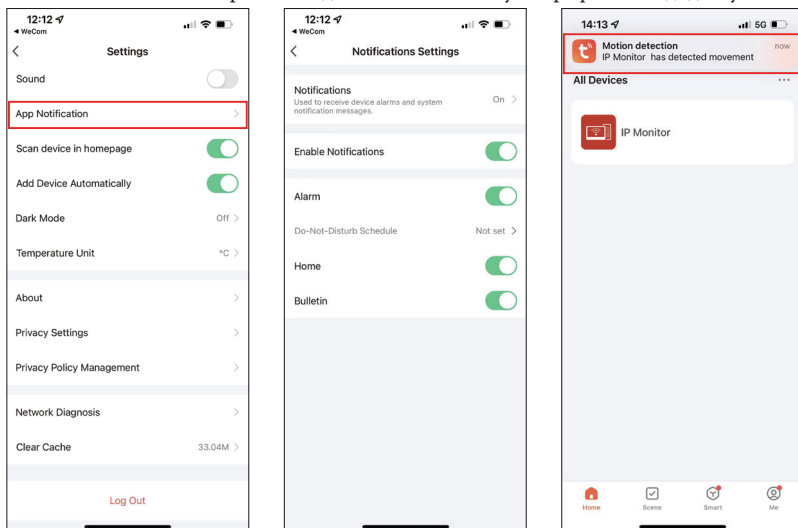 12:12
WeCom
Settings
Sound
App Notification
Scan device in homepage
Add Device Automatically
Dark Mode
Off
Temperature Unit
°C
About
Privacy Settings
Privacy Policy Management
Network Diagnosis
Clear Cache
33.04M
Log Out
12:12
WeCom
Notifications Settings
Notifications
Used to receive device alarms and system
notification messages.
On
Enable Notifications
Alarm
Do-Not-Disturb Schedule
Not set
Home
Bulletin
14:13
5G
Motion detection
now
IP Monitor has detected movement
All Devices
IP Monitor
Home
Scene
Smart
Me